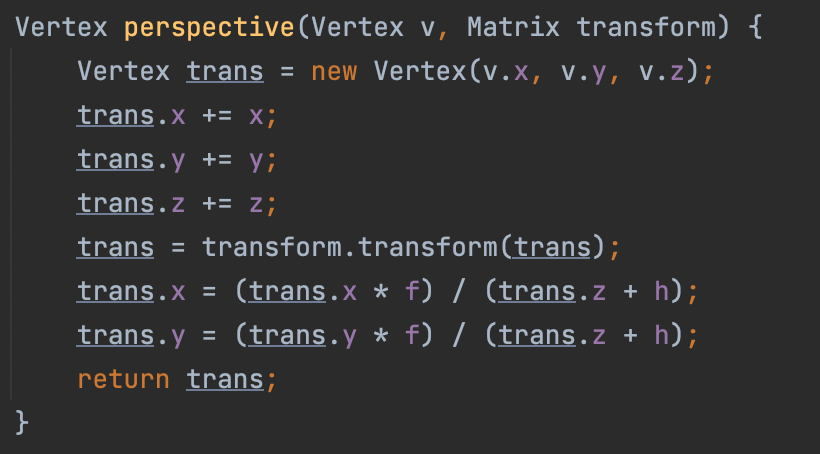 Vertex perspective(Vertex v, Matrix transform) {
    Vertex trans = new Vertex(v.x, v.y, v.z);
    trans.x += x;
    trans.y += y;
    trans.z += z;
    trans = transform.transform(trans);
    trans.x = (trans.x * f) / (trans.z + h);
    trans.y = (trans.y * f) / (trans.z + h);
    return trans;
}